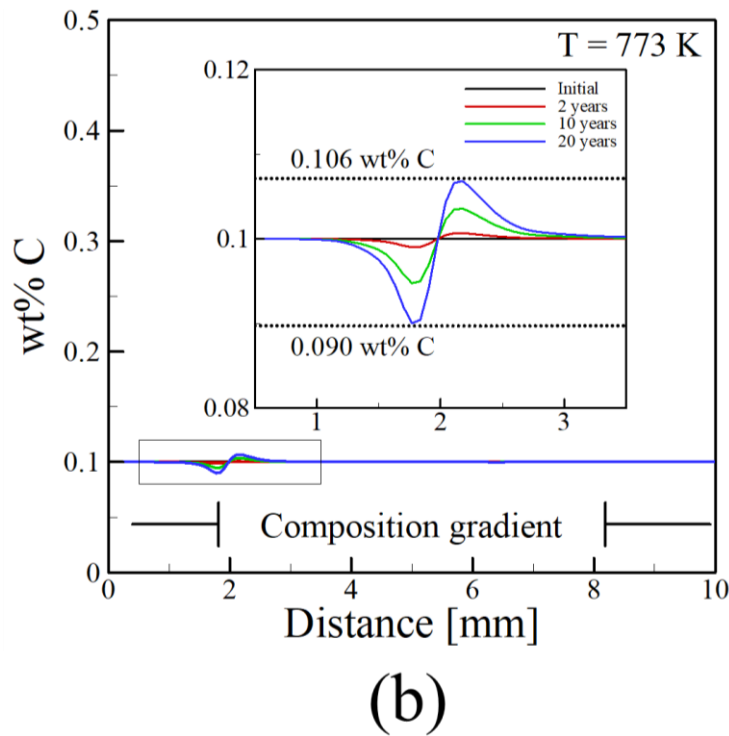 0.5
T = 773 K
0.12
Initial
2 years
10 years
20 years
0.106 wt% C
0.4
0.1
0.3
wt% C
0.090 wt% C
0.2
0.08
1
2
3
0.1
Composition gradient
0
0
2
4
6
8
10
Distance [mm]
(b)